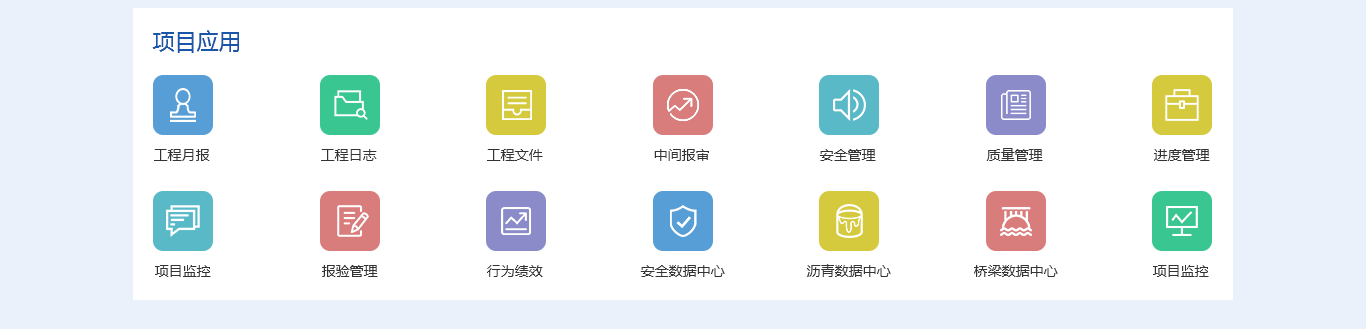 项目应用
工程月报 工程日志 工程文件 中间报审 安全管理 质量管理 进度管理
项目监控 报验管理 行为绩效 安全数据中心 沥青数据中心 桥梁数据中心 项目监控